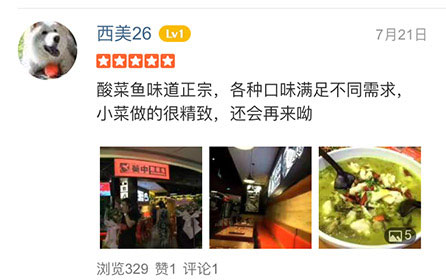 西美26 Lv1
7月21日
酸菜鱼味道正宗，各种口味满足不同需求，
小菜做的很精致，还会再来呦
5
浏览329 赞1 评论1